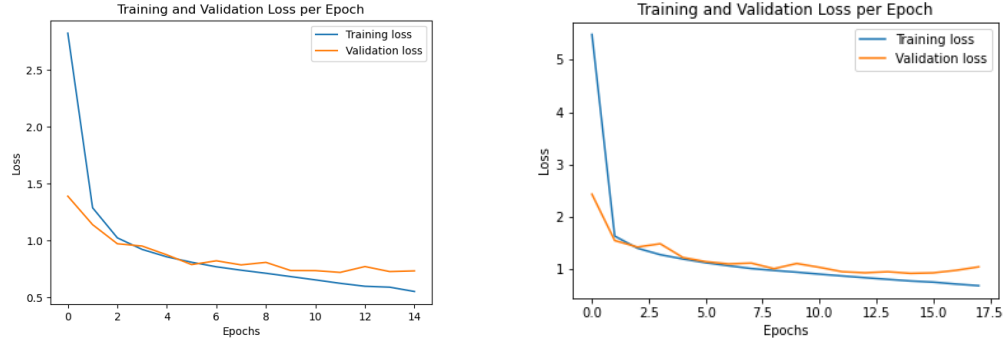 Training and Validation Loss per Epoch
Training loss
Validation loss
2.5
2.0
1.5
1.0
0.5
Loss
0 2 4 6 8 10 12 14
Epochs
Training and Validation Loss per Epoch
Training loss
Validation loss
5
4
3
2
1
Loss
0.0 2.5 5.0 7.5 10.0 12.5 15.0 17.5
Epochs